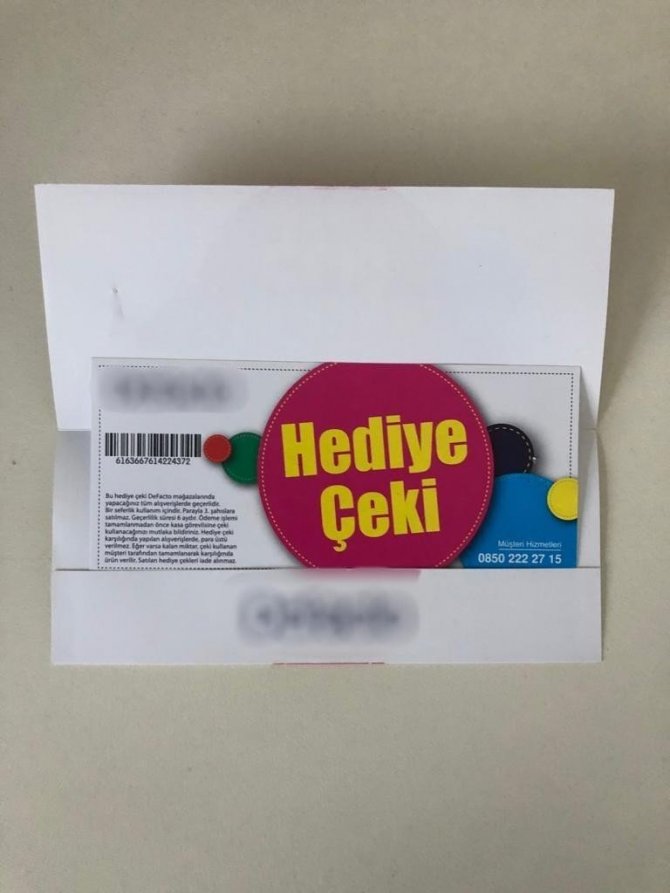 6163667614224372
Bu hediye çeki DeFacto mağazalarında
yapacağınız tüm alışverişlerde geçerlidir.
Bir seferlik kullanım içindir. Parayla 3. şahıslara
satılmaz. Geçerlilik süresi 6 aydır. Ödeme işlemi
tamamlanmadan önce kasa görevlisine çeki
kullanacağınızı mutlaka bildiriniz. Hediye çeki
karşılığında yapılan alışverişlerde, para üstü
verilmez. Eğer varsa kalan miktar, çeki kullanan
müşteri tarafından tamamlanarak karşılığında
ürün verilir. Satılan hediye çekleri iade alınmaz.
Hediye
Çeki
Müşteri Hizmetleri
0850 222 27 15